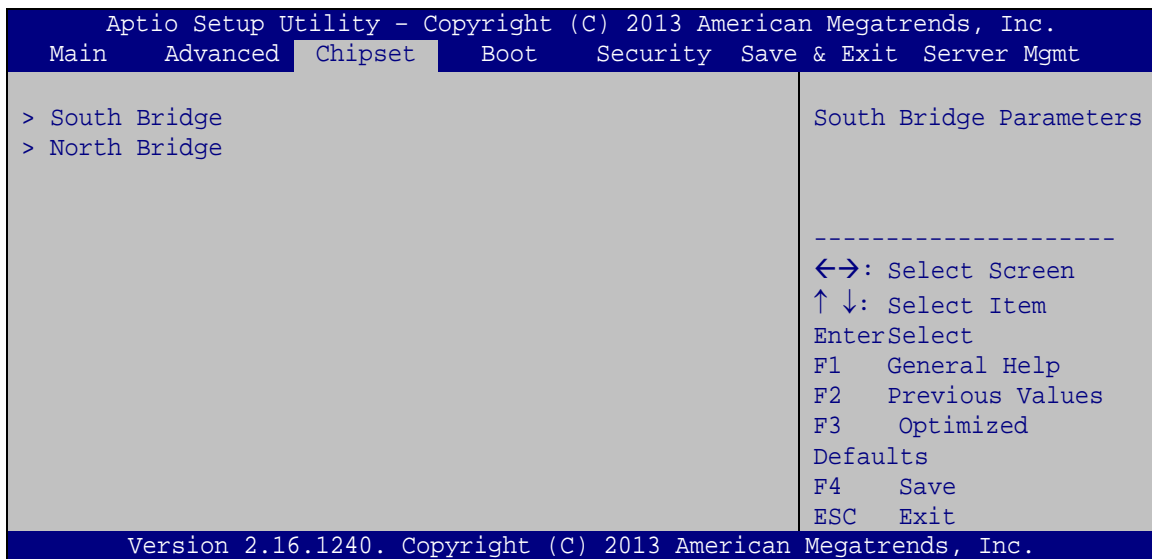 Aptio Setup Utility – Copyright (C) 2013 American Megatrends, Inc.
Main Advanced Chipset Boot Security Save & Exit Server Mgmt
> South Bridge
> North Bridge
South Bridge Parameters
---------------------
←→: Select Screen
↑ ↓: Select Item
EnterSelect
F1 General Help
F2 Previous Values
F3 Optimized
Defaults
F4 Save
ESC Exit
Version 2.16.1240. Copyright (C) 2013 American Megatrends, Inc.